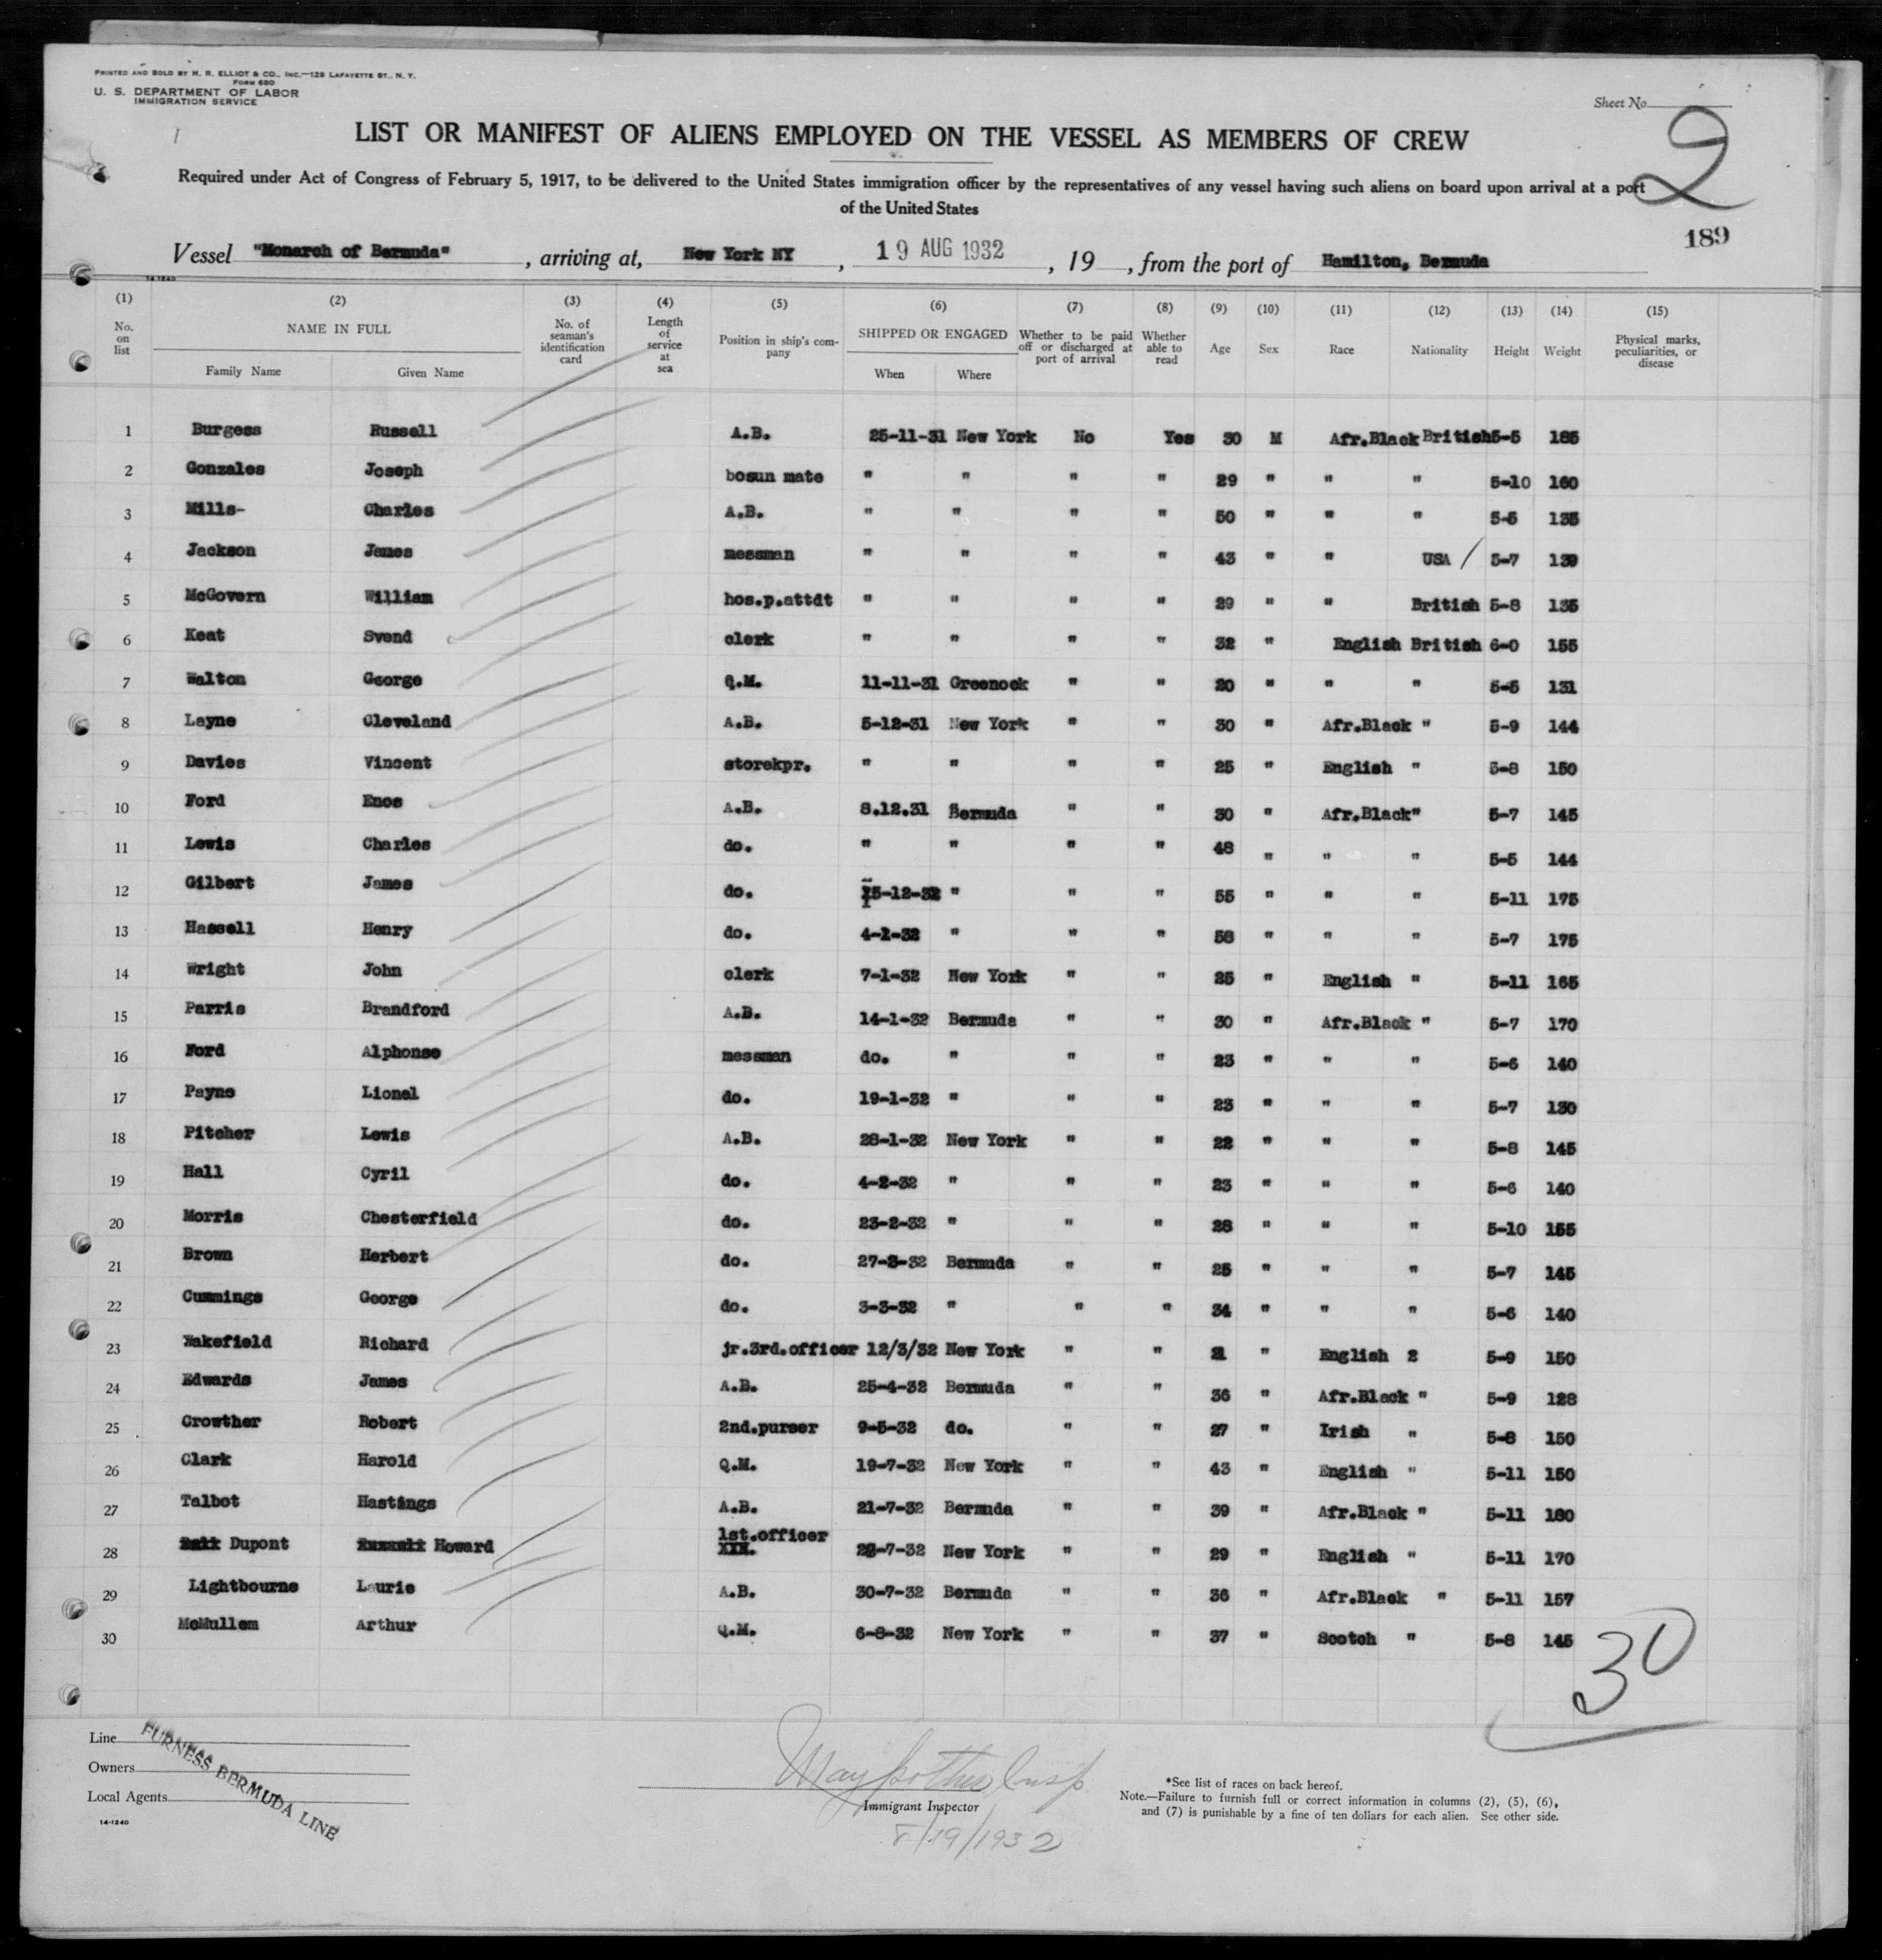 PRINTED AND SOLD BY H. R. ELLIOT & CO., INC.—129 LAFAYETTE ST., N. Y.
FORM 680
U. S. DEPARTMENT OF LABOR
IMMIGRATION SERVICE
Sheet No. 2
LIST OR MANIFEST OF ALIENS EMPLOYED ON THE VESSEL AS MEMBERS OF CREW
Required under Act of Congress of February 5, 1917, to be delivered to the United States immigration officer by the representatives of any vessel having such aliens on board upon arrival at a port
of the United States
189
Vessel "Monarch of Bermuda", arriving at, New York NY, 19 AUG 1932, 19 , from the port of Hamilton, Bermuda
14-1240
(1) (2) (3) (4) (5) (6) (7) (8) (9) (10) (11) (12) (13) (14) (15)
No. on list NAME IN FULL Family Name Given Name No. of seaman's identification card Length of service at sea Position in ship's company SHIPPED OR ENGAGED When Where Whether to be paid off or discharged at port of arrival Whether able to read Age Sex Race Nationality Height Weight Physical marks, peculiarities, or disease
1 Burgess Russell A.B. 25-11-31 New York No Yes 30 M Afr.Black British 5-5 185
2 Gonzales Joseph bosun mate " " " " 29 " " " 5-10 160
3 Mills- Charles A.B. " " " " 50 " " " 5-5 135
4 Jackson James messman " " " " 43 " " USA / 5-7 139
5 McGovern William hos.p.attdt " " " " 29 " " British 5-8 135
6 Keat Svend clerk " " " " 32 " English British 6-0 155
7 Walton George Q.M. 11-11-31 Greenock " " 20 " " " 5-5 131
8 Layne Cleveland A.B. 5-12-31 New York " " 30 " Afr.Black " 5-9 144
9 Davies Vincent storekpr. " " " " 25 " English " 5-8 150
10 Ford Enos A.B. 8.12.31 Bermuda " " 30 " Afr.Black" 5-7 145
11 Lewis Charles do. " " " " 48 " " " 5-5 144
12 Gilbert James do. 15-12-32 " " " 55 " " " 5-11 175
13 Hassell Henry do. 4-1-32 " " " 58 " " " 5-7 175
14 Wright John clerk 7-1-32 New York " " 25 " English " 5-11 165
15 Parris Brandford A.B. 14-1-32 Bermuda " " 30 " Afr.Black " 5-7 170
16 Ford Alphonse messman do. " " " 23 " " " 5-6 140
17 Payne Lionel do. 19-1-32 " " " 23 " " " 5-7 130
18 Pitcher Lewis A.B. 28-1-32 New York " " 22 " " " 5-8 145
19 Hall Cyril do. 4-2-32 " " " 23 " " " 5-6 140
20 Morris Chesterfield do. 23-2-32 " " " 28 " " " 5-10 155
21 Brown Herbert do. 27-2-32 Bermuda " " 25 " " " 5-7 145
22 Cummings George do. 3-3-32 " " " 34 " " " 5-6 140
23 Wakefield Richard jr.3rd.officer 12/3/32 New York " " " English 2 5-9 150
24 Edwards James A.B. 25-4-32 Bermuda " " 36 " Afr.Black " 5-9 128
25 Crowther Robert 2nd.purser 9-5-32 do. " " 27 " Irish " 5-8 150
26 Clark Harold Q.M. 19-7-32 New York " " 43 " English " 5-11 150
27 Talbot Hastings A.B. 21-7-32 Bermuda " " 39 " Afr.Black " 5-11 180
28 Dupont Howard 1st.officer XXX. 28-7-32 New York " " 29 " English " 5-11 170
29 Lightbourne Laurie A.B. 30-7-32 Bermuda " " 36 " Afr.Black " 5-11 157
30 McMullem Arthur Q.M. 6-8-32 New York " " 37 " Scotch " 5-8 145
30
Line
Owners
Local Agents
FURNESS BERMUDA LINE
14-1240
Insp.
Immigrant Inspector
8/19/1932
*See list of races on back hereof.
Note.—Failure to furnish full or correct information in columns (2), (5), (6),
and (7) is punishable by a fine of ten dollars for each alien. See other side.